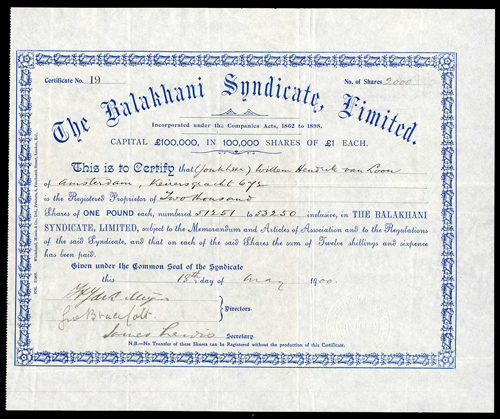 Certificate No. 19
No. of Shares 2000
The Balakhani Syndicate, Limited.
Incorporated under the Companies Acts, 1862 to 1898.
CAPITAL £100,000, IN 100,000 SHARES OF £1 EACH.
This is to Certify that (Jonkheer) Willem Hendrik van Loon
of Amsterdam, Keizersgracht 673
is the Registered Proprietor of Two thousand
Shares of ONE POUND each, numbered 51251 to 53250 inclusive, in THE BALAKHANI
SYNDICATE, LIMITED, subject to the Memorandum and Articles of Association and to the Regulations
of the said Syndicate, and that on each of the said Shares the sum of Twelve shillings and sixpence
has been paid.
Given under the Common Seal of the Syndicate
this 18th day of May 1900.
Directors.
James Lewis Secretary.
N.B.—No Transfer of these Shares can be Registered without the production of this Certificate.